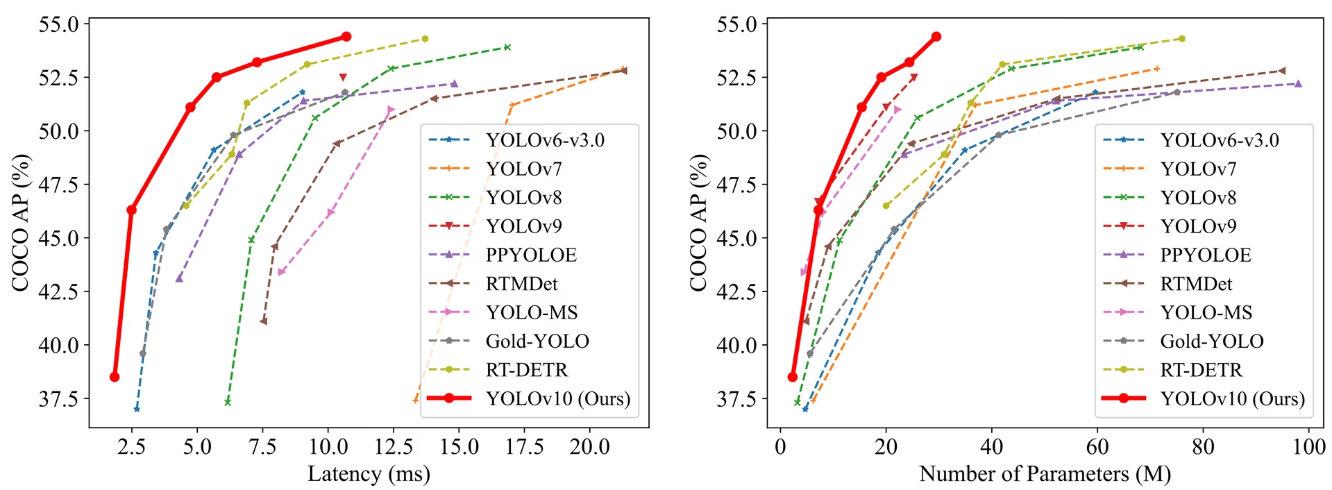 55.0
52.5
50.0
47.5
45.0
42.5
40.0
37.5
COCO AP (%)
2.5 5.0 7.5 10.0 12.5 15.0 17.5 20.0
Latency (ms)
YOLOv6-v3.0
YOLOv7
YOLOv8
YOLOv9
PPYOLOE
RTMDet
YOLO-MS
Gold-YOLO
RT-DETR
YOLOv10 (Ours)
55.0
52.5
50.0
47.5
45.0
42.5
40.0
37.5
COCO AP (%)
0 20 40 60 80 100
Number of Parameters (M)
YOLOv6-v3.0
YOLOv7
YOLOv8
YOLOv9
PPYOLOE
RTMDet
YOLO-MS
Gold-YOLO
RT-DETR
YOLOv10 (Ours)